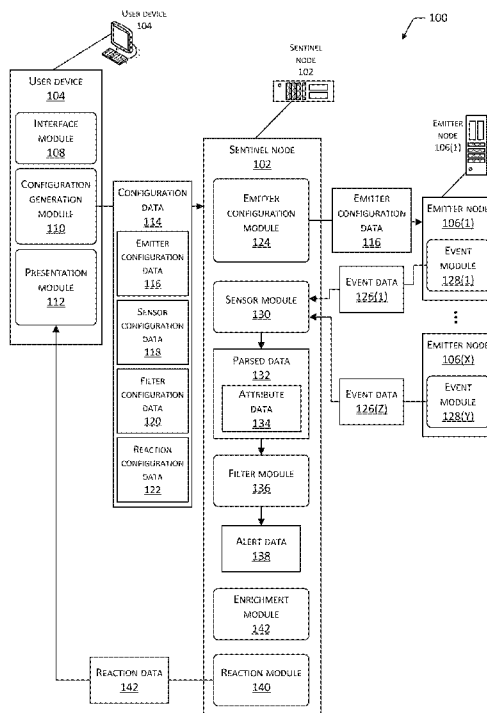 100
USER DEVICE
104
SENTINEL
NODE
102
USER DEVICE
104
INTERFACE
MODULE
108
CONFIGURATION
GENERATION
MODULE
110
PRESENTATION
MODULE
112
CONFIGURATION
DATA
114
EMITTER
CONFIGURATION
DATA
116
SENSOR
CONFIGURATION
DATA
118
FILTER
CONFIGURATION
DATA
120
REACTION
CONFIGURATION
DATA
122
SENTINEL NODE
102
EMITTER
CONFIGURATION
MODULE
124
SENSOR MODULE
130
PARSED DATA
132
ATTRIBUTE
DATA
134
FILTER MODULE
136
ALERT DATA
138
ENRICHMENT
MODULE
142
REACTION MODULE
140
REACTION DATA
142
EMITTER
CONFIGURATION
DATA
116
EVENT DATA
126(1)
EVENT DATA
126(Z)
EMITTER
NODE
106(1)
EMITTER NODE
106(1)
EVENT
MODULE
128(1)
EMITTER NODE
106(X)
EVENT
MODULE
128(Y)